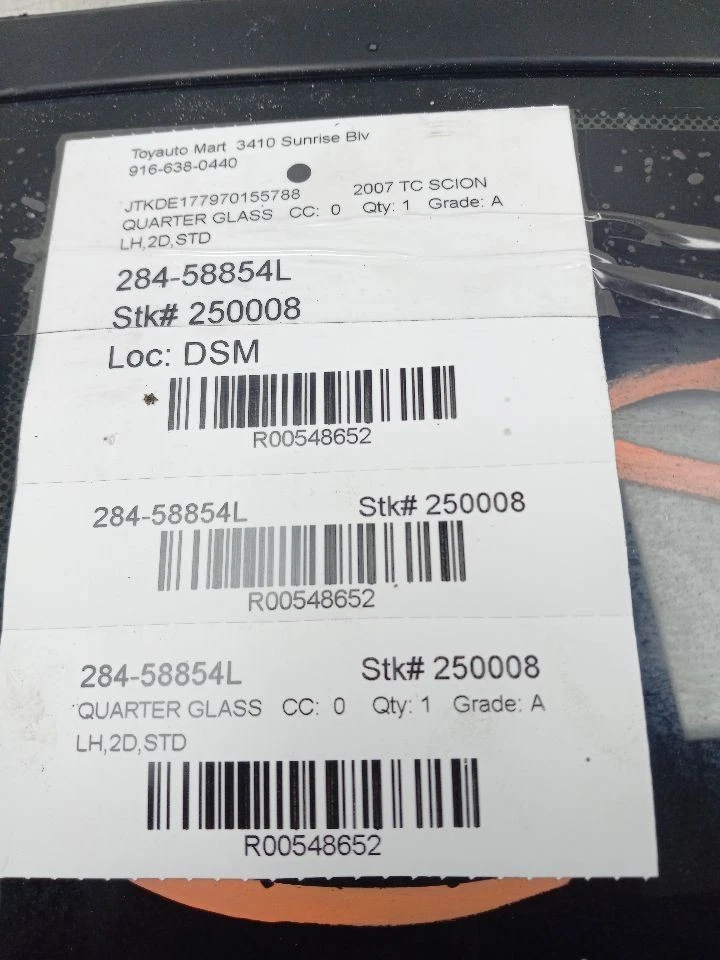 Toyauto Mart 3410 Sunrise Blv
916-638-0440
JTKDE177970155788 2007 TC SCION
QUARTER GLASS CC: 0 Qty: 1 Grade: A
LH,2D,STD
284-58854L
Stk# 250008
Loc: DSM
R00548652
284-58854L Stk# 250008
R00548652
284-58854L Stk# 250008
QUARTER GLASS CC: 0 Qty: 1 Grade: A
LH,2D,STD
R00548652